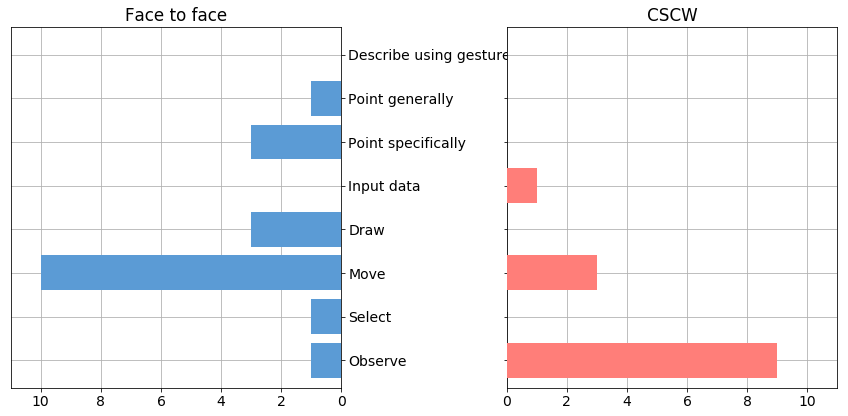 Face to face
CSCW
Describe using gesture
Point generally
Point specifically
Input data
Draw
Move
Select
Observe
10 8 6 4 2 0
0 2 4 6 8 10